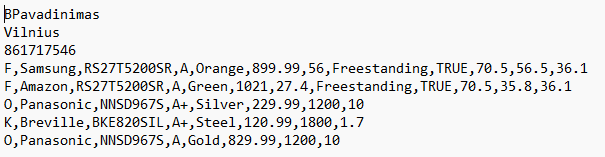 BPavadinimas
Vilnius
861717546
F,Samsung,RS27T5200SR,A,Orange,899.99,56,Freestanding,TRUE,70.5,56.5,36.1
F,Amazon,RS27T5200SR,A,Green,1021,27.4,Freestanding,TRUE,70.5,35.8,36.1
O,Panasonic,NNSD967S,A+,Silver,229.99,1200,10
K,Breville,BKE820SIL,A+,Steel,120.99,1800,1.7
O,Panasonic,NNSD967S,A,Gold,829.99,1200,10